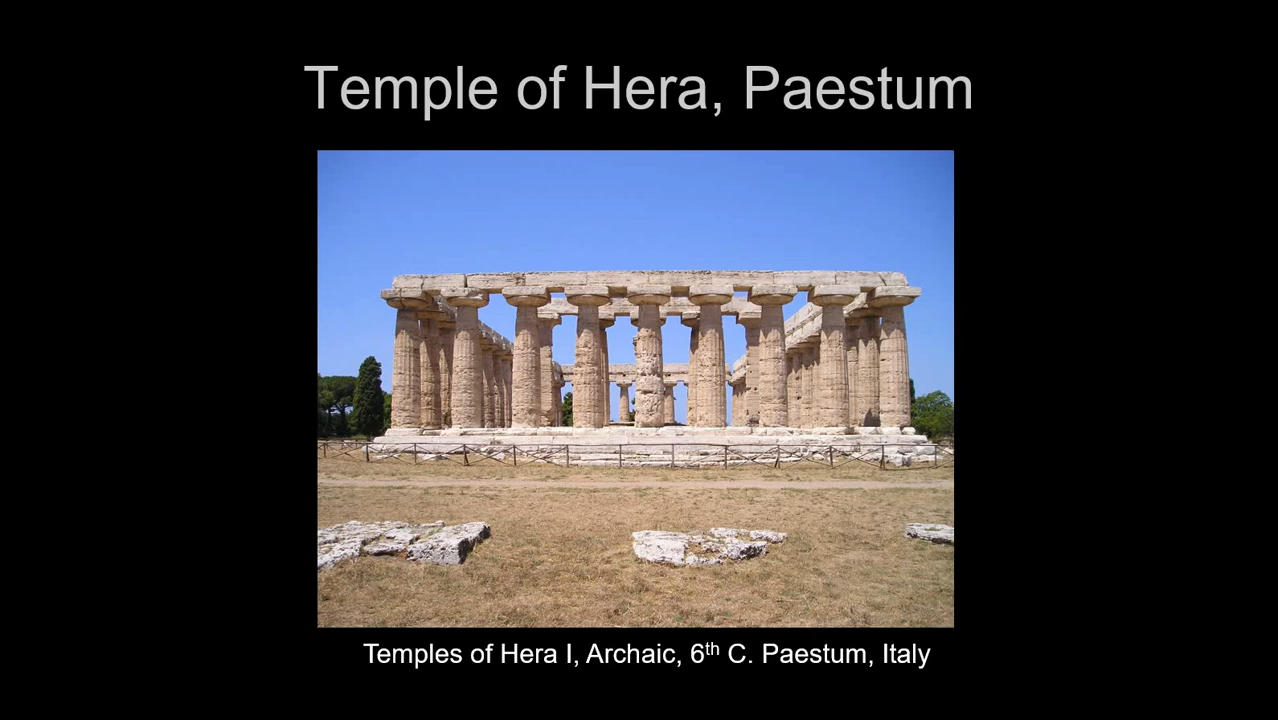 Temple of Hera, Paestum
Temples of Hera I, Archaic, 6th C. Paestum, Italy